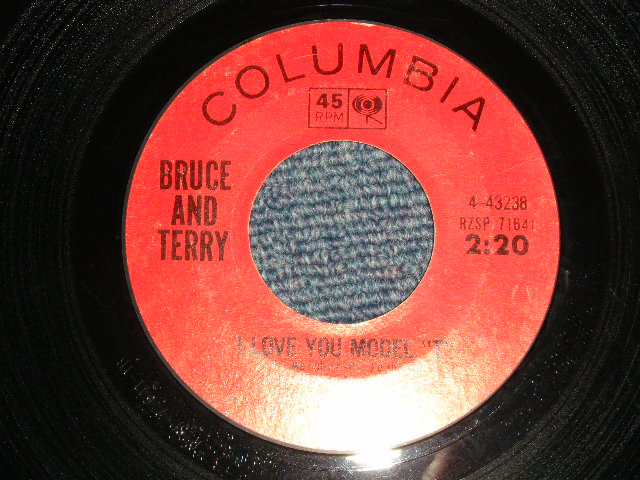 COLUMBIA
45
RPM
BRUCE
AND
TERRY
4-43238
RZSP 71641
2:20
I LOVE YOU MODEL "T"